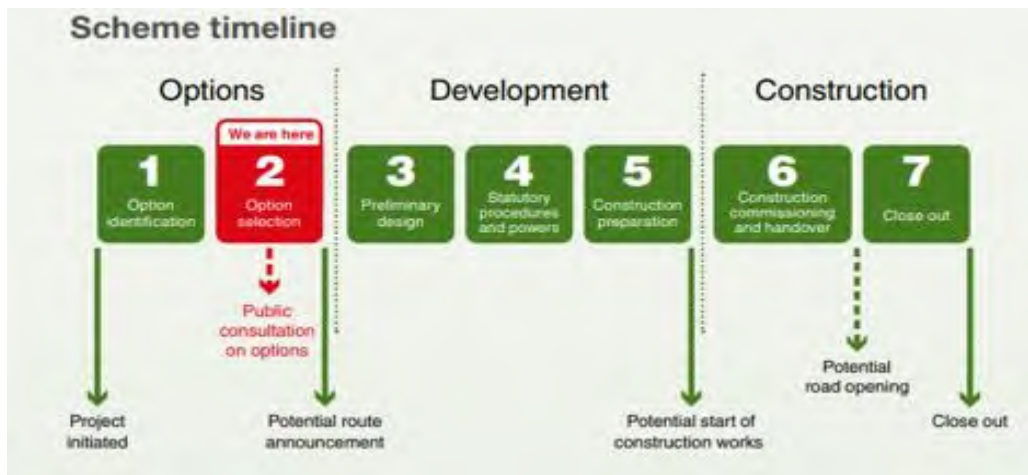 Scheme timeline
Options
Development
Construction
We are here
1
Option
identification
2
Option
selection
3
Preliminary
design
4
Statutory
procedures
and powers
5
Construction
preparation
6
Construction
commissioning
and handover
7
Close out
Public
consultation
on options
Potential
road opening
Project
initiated
Potential route
announcement
Potential start of
construction works
Close out